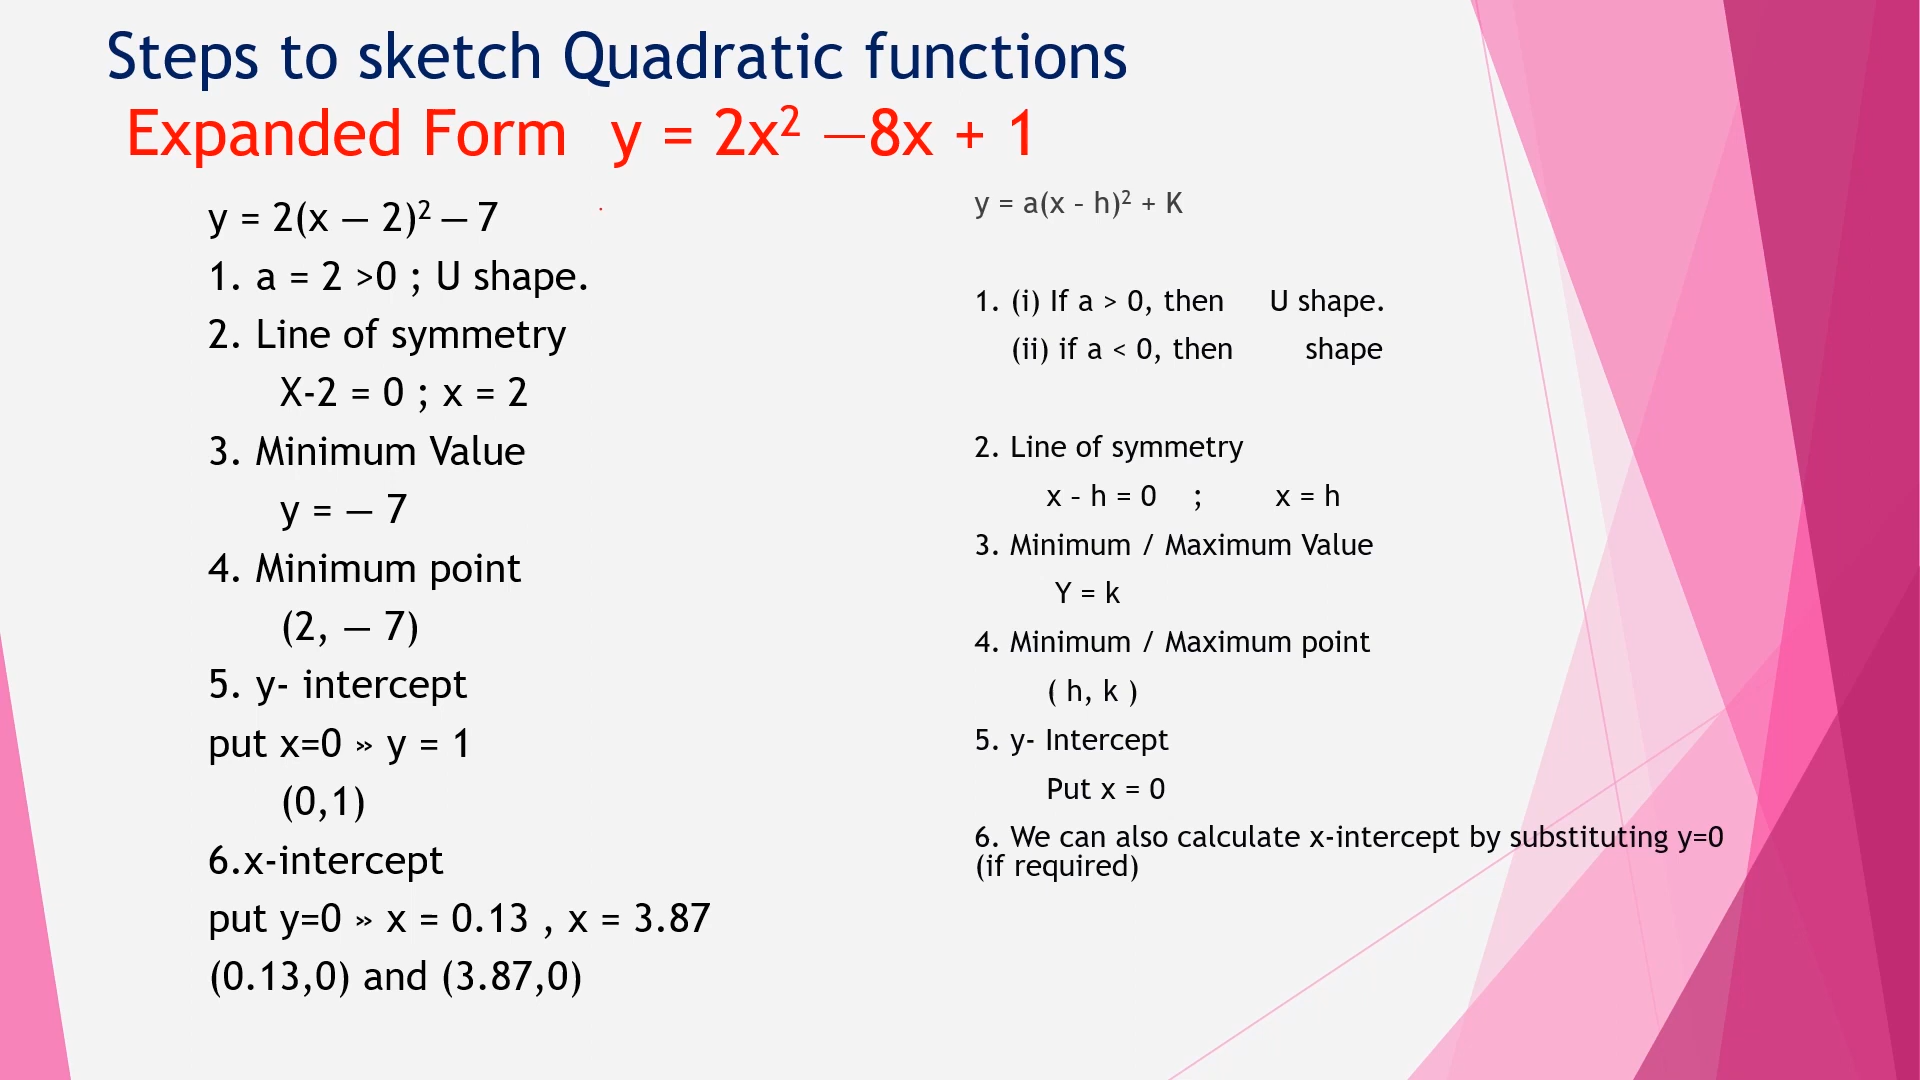 Steps to sketch Quadratic functions
Expanded Form y = 2x² —8x + 1
y = 2(x — 2)² — 7
1. a = 2 >0 ; U shape.
2. Line of symmetry
X-2 = 0 ; x = 2
3. Minimum Value
y = — 7
4. Minimum point
(2, — 7)
5. y- intercept
put x=0 » y = 1
(0,1)
6.x-intercept
put y=0 » x = 0.13 , x = 3.87
(0.13,0) and (3.87,0)
y = a(x - h)² + K
1. (i) If a > 0, then U shape.
(ii) if a < 0, then shape
2. Line of symmetry
x - h = 0 ; x = h
3. Minimum / Maximum Value
Y = k
4. Minimum / Maximum point
( h, k )
5. y- Intercept
Put x = 0
6. We can also calculate x-intercept by substituting y=0
(if required)